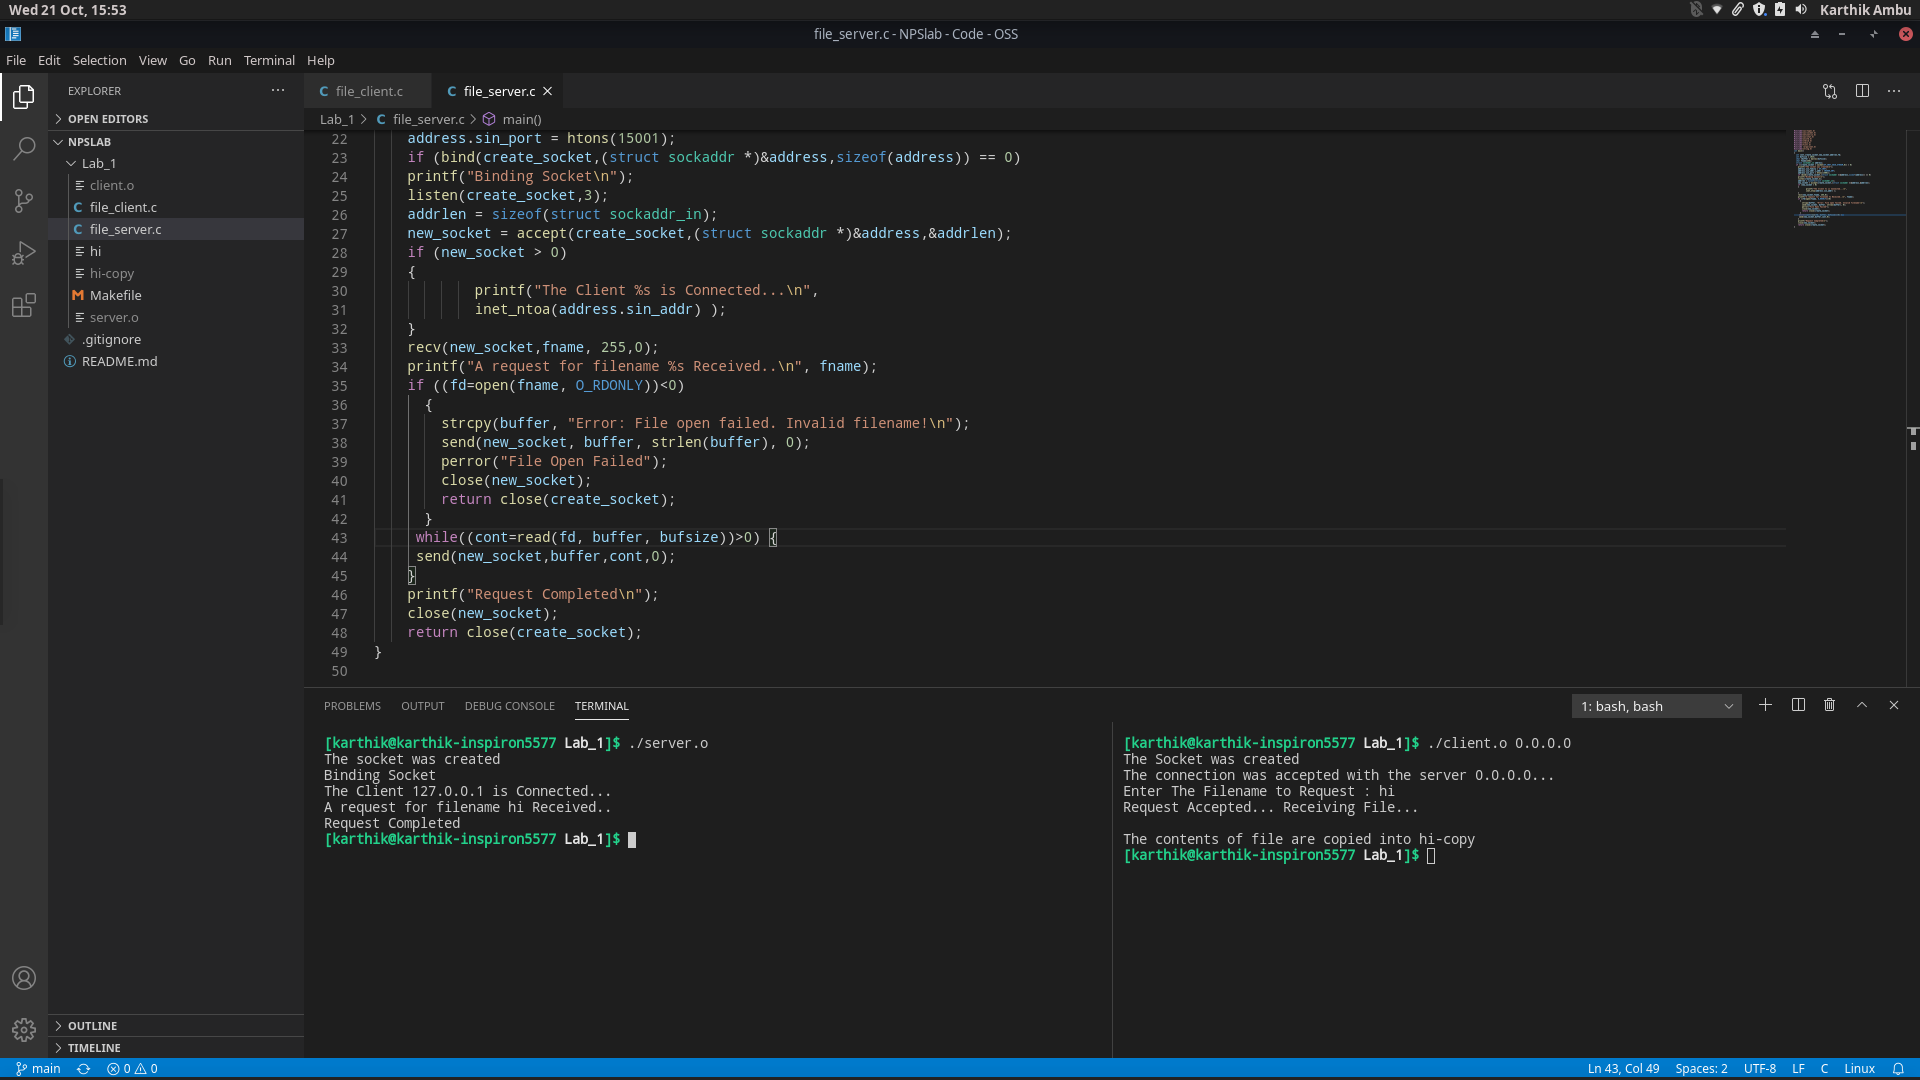 Wed 21 Oct, 15:53
Karthik Ambu
file_server.c - NPSlab - Code - OSS
File Edit Selection View Go Run Terminal Help
EXPLORER
OPEN EDITORS
NPSLAB
Lab_1
client.o
file_client.c
file_server.c
hi
hi-copy
Makefile
server.o
.gitignore
README.md
OUTLINE
TIMELINE
file_client.c
file_server.c
Lab_1 > file_server.c > main()
22 address.sin_port = htons(15001);
23 if (bind(create_socket,(struct sockaddr *)&address,sizeof(address)) == 0)
24 printf("Binding Socket\n");
25 listen(create_socket,3);
26 addrlen = sizeof(struct sockaddr_in);
27 new_socket = accept(create_socket,(struct sockaddr *)&address,&addrlen);
28 if (new_socket > 0)
29 {
30 printf("The Client %s is Connected...\n",
31 inet_ntoa(address.sin_addr) );
32 }
33 recv(new_socket,fname, 255,0);
34 printf("A request for filename %s Received..\n", fname);
35 if ((fd=open(fname, O_RDONLY))<0)
36 {
37 strcpy(buffer, "Error: File open failed. Invalid filename!\n");
38 send(new_socket, buffer, strlen(buffer), 0);
39 perror("File Open Failed");
40 close(new_socket);
41 return close(create_socket);
42 }
43 while((cont=read(fd, buffer, bufsize))>0) {
44 send(new_socket,buffer,cont,0);
45 }
46 printf("Request Completed\n");
47 close(new_socket);
48 return close(create_socket);
49 }
50
PROBLEMS OUTPUT DEBUG CONSOLE TERMINAL
1: bash, bash
[karthik@karthik-inspiron5577 Lab_1]$ ./server.o
The socket was created
Binding Socket
The Client 127.0.0.1 is Connected...
A request for filename hi Received..
Request Completed
[karthik@karthik-inspiron5577 Lab_1]$
[karthik@karthik-inspiron5577 Lab_1]$ ./client.o 0.0.0.0
The Socket was created
The connection was accepted with the server 0.0.0.0...
Enter The Filename to Request : hi
Request Accepted... Receiving File...
The contents of file are copied into hi-copy
[karthik@karthik-inspiron5577 Lab_1]$
main 0 0
Ln 43, Col 49 Spaces: 2 UTF-8 LF C Linux